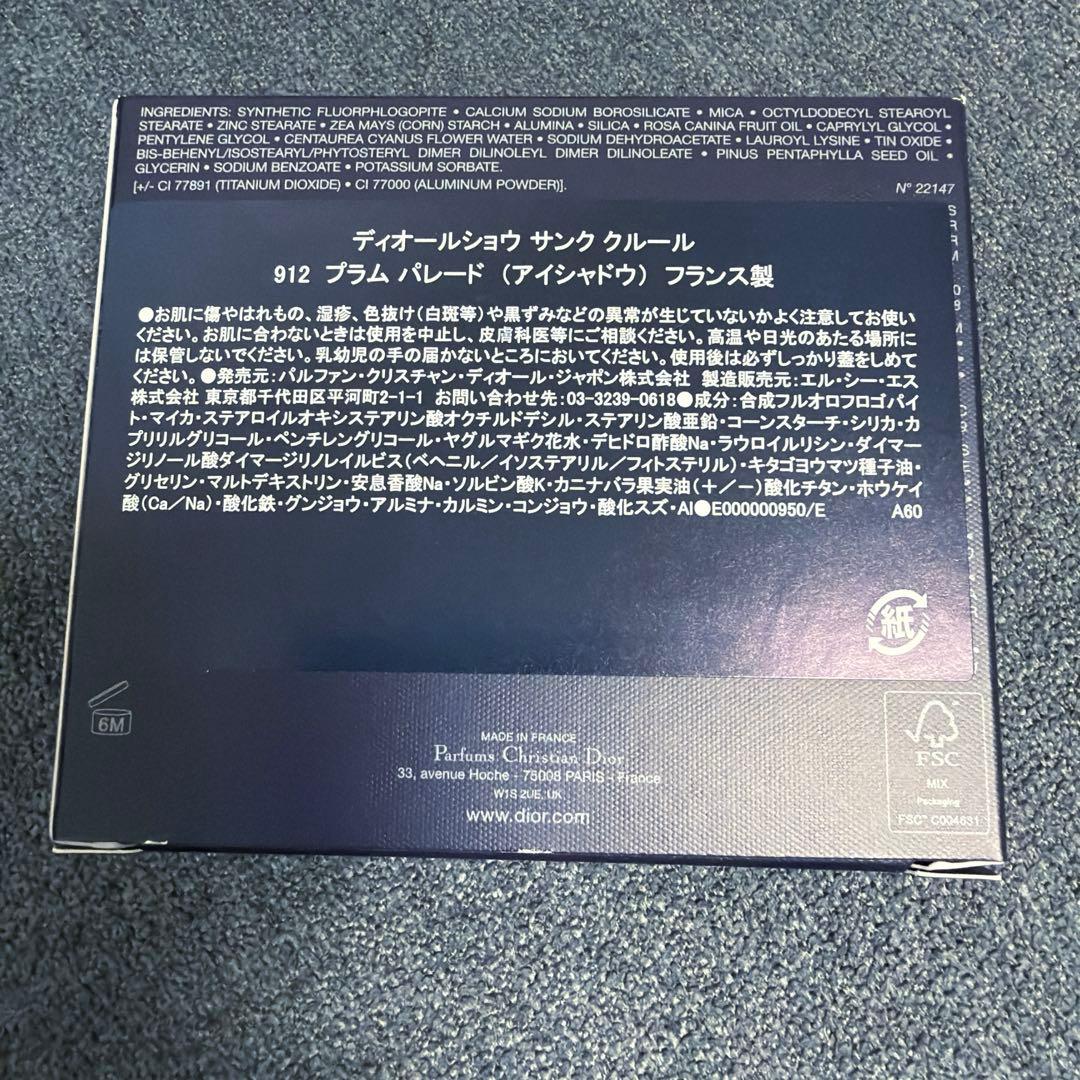 INGREDIENTS: SYNTHETIC FLUORPHLOGOPITE • CALCIUM SODIUM BOROSILICATE • MICA • OCTYLDODECYL STEAROYL
STEARATE • ZINC STEARATE • ZEA MAYS (CORN) STARCH • ALUMINA • SILICA • ROSA CANINA FRUIT OIL • CAPRYLYL GLYCOL •
PENTYLENE GLYCOL • CENTAUREA CYANUS FLOWER WATER • SODIUM DEHYDROACETATE • LAUROYL LYSINE • TIN OXIDE •
BIS-BEHENYL/ISOSTEARYL/PHYTOSTERYL DIMER DILINOLEYL DIMER DILINOLEATE • PINUS PENTAPHYLLA SEED OIL •
GLYCERIN • SODIUM BENZOATE • POTASSIUM SORBATE.
[+/- CI 77891 (TITANIUM DIOXIDE) • CI 77000 (ALUMINUM POWDER)]. N° 22147
ディオールショウ サンク クルール
912 プラム パレード （アイシャドウ） フランス製
●お肌に傷やはれもの、湿疹、色抜け（白斑等）や黒ずみなどの異常が生じていないかよく注意してお使い
ください。お肌に合わないときは使用を中止し、皮膚科医等にご相談ください。高温や日光のあたる場所に
は保管しないでください。乳幼児の手の届かないところにおいてください。使用後は必ずしっかり蓋をしめて
ください。●発売元：パルファン・クリスチャン・ディオール・ジャポン株式会社 製造販売元：エル・シー・エス
株式会社 東京都千代田区平河町2-1-1 お問い合わせ先：03-3239-0618●成分：合成フルオロフロゴパイ
ト・マイカ・ステアロイルオキシステアリン酸オクチルドデシル・ステアリン酸亜鉛・コーンスターチ・シリカ・カ
プリリルグリコール・ペンチレングリコール・ヤグルマギク花水・デヒドロ酢酸Na・ラウロイルリシン・ダイマー
ジリノール酸ダイマージリノレイルビス（ベヘニル／イソステアリル／フィトステリル）・キタゴヨウマツ種子油・
グリセリン・マルトデキストリン・安息香酸Na・ソルビン酸K・カニナバラ果実油（＋／－）酸化チタン・ホウケイ
酸（Ca／Na）・酸化鉄・グンジョウ・アルミナ・カルミン・コンジョウ・酸化スズ・Al●E000000950/E A60
紙
6M
MADE IN FRANCE
Parfums Christian Dior
33, avenue Hoche - 75008 PARIS - France
W1S 2UE, UK
www.dior.com
FSC
MIX
Packaging
FSC™ C004631